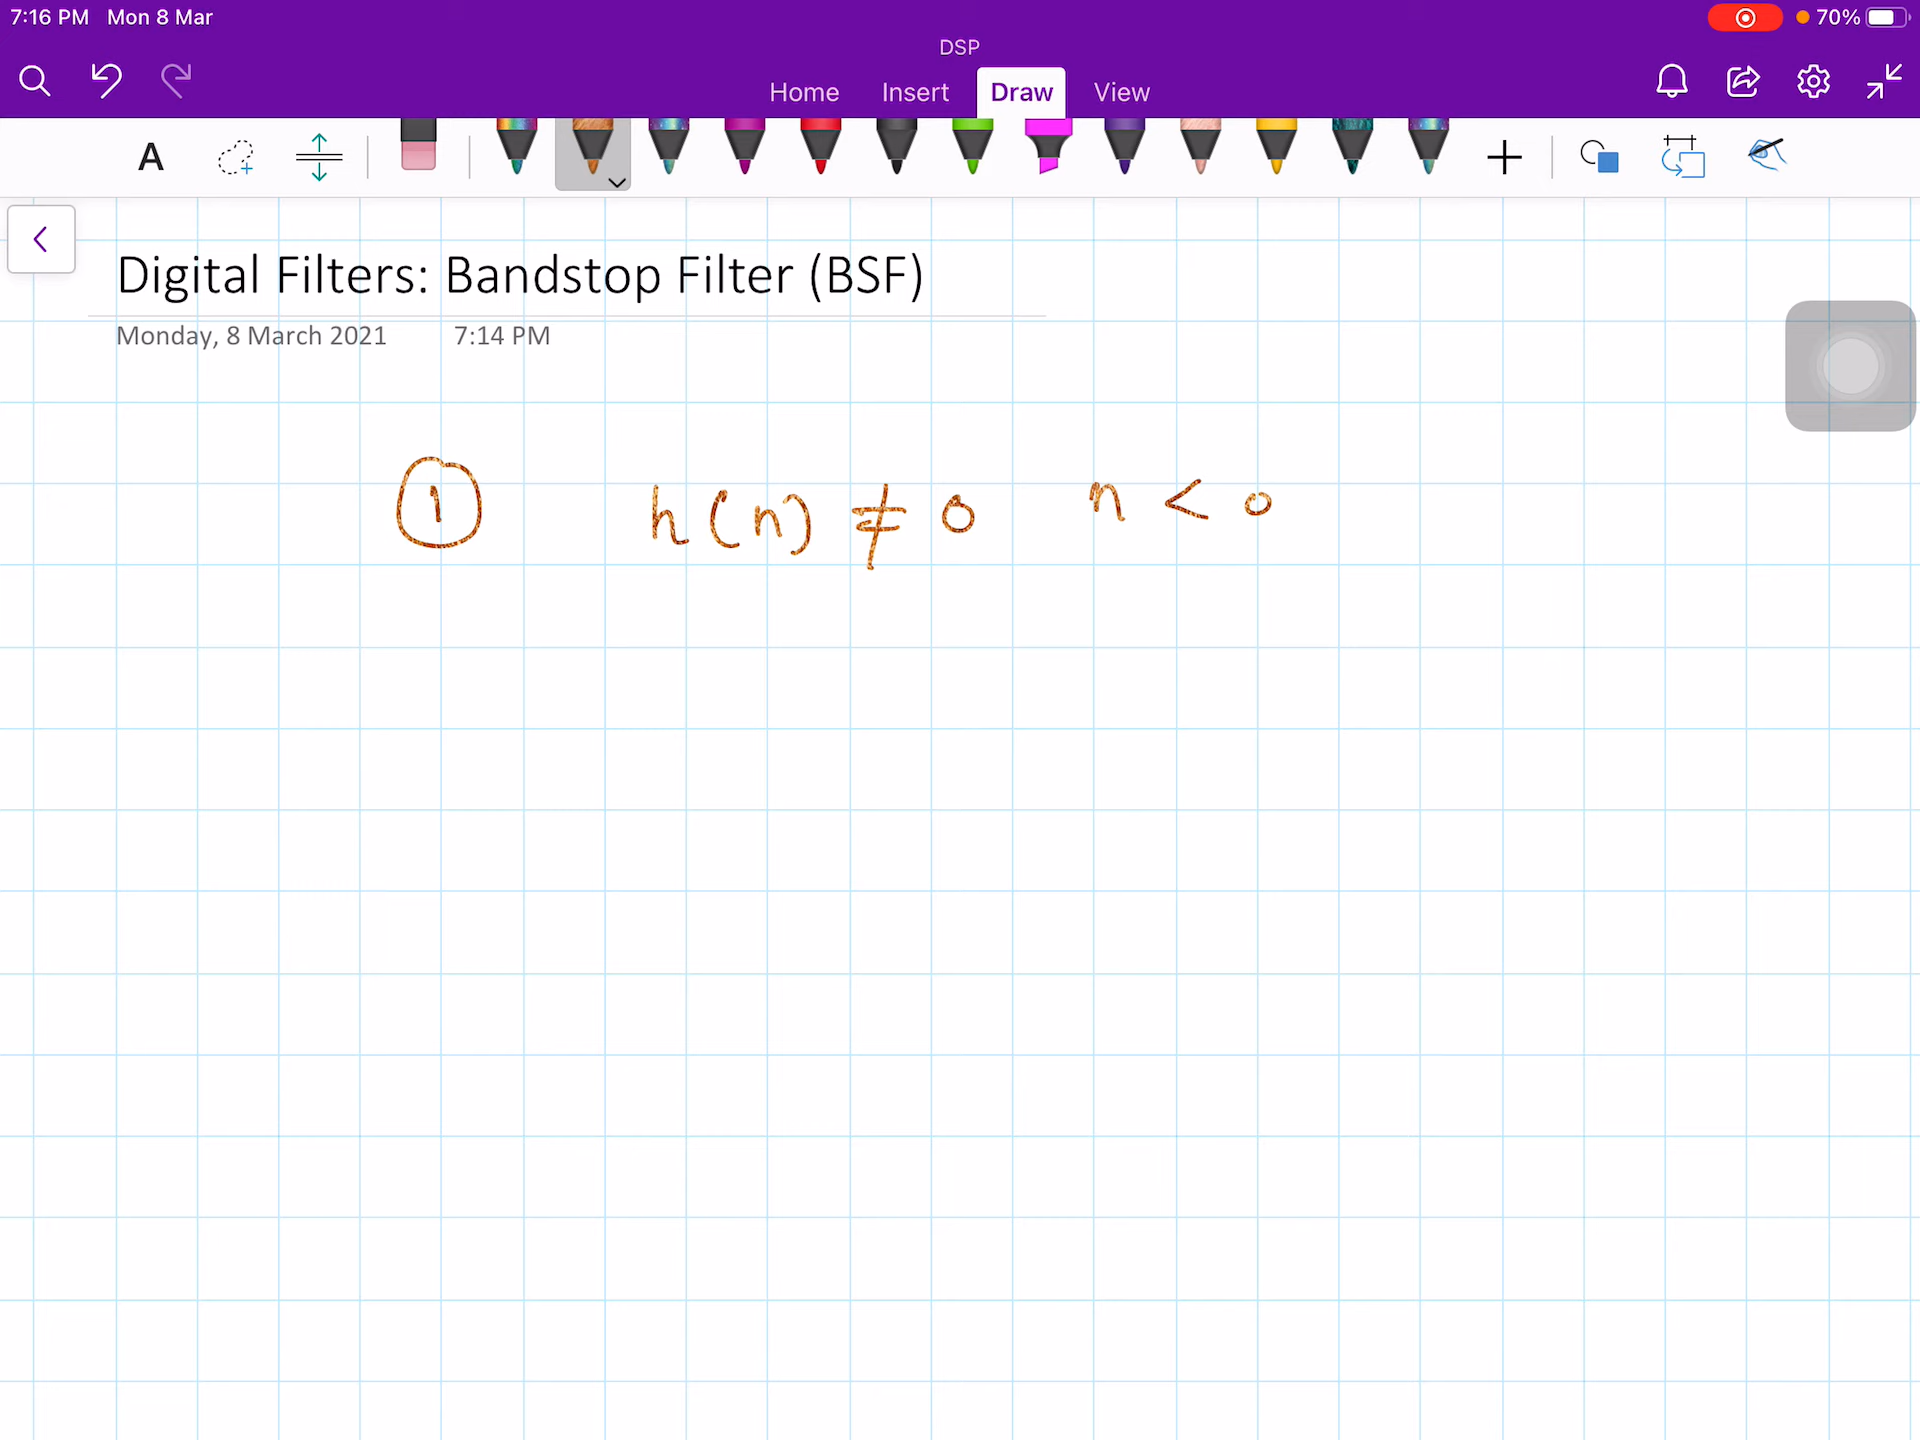 7:16 PM Mon 8 Mar 70%
DSP
Home Insert Draw View
A
Digital Filters: Bandstop Filter (BSF)
Monday, 8 March 2021 7:14 PM
1 h(n) ≠ 0 n < 0